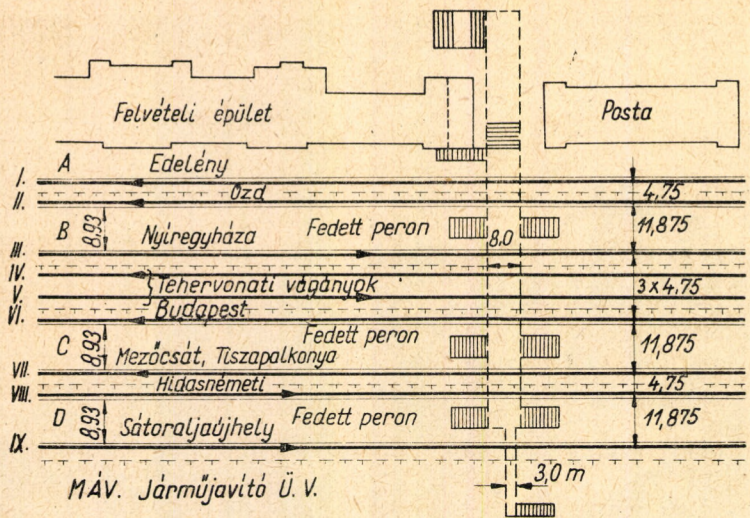 Felvételi épület
Posta
A Edelény
I.
Ózd
II.
4,75
B 8,93 Nyíregyháza Fedett peron 8,0 11,875
III.
IV.
Tehervonati vágányok 3 x 4,75
V.
Budapest
VI.
C 8,93 Fedett peron 11,875
Mezőcsát, Tiszapalkonya
VII.
Hidasnémeti 4,75
VIII.
D 8,93 Sátoraljaújhely Fedett peron 11,875
IX.
MÁV. Járműjavító Ü. V. 3,0 m